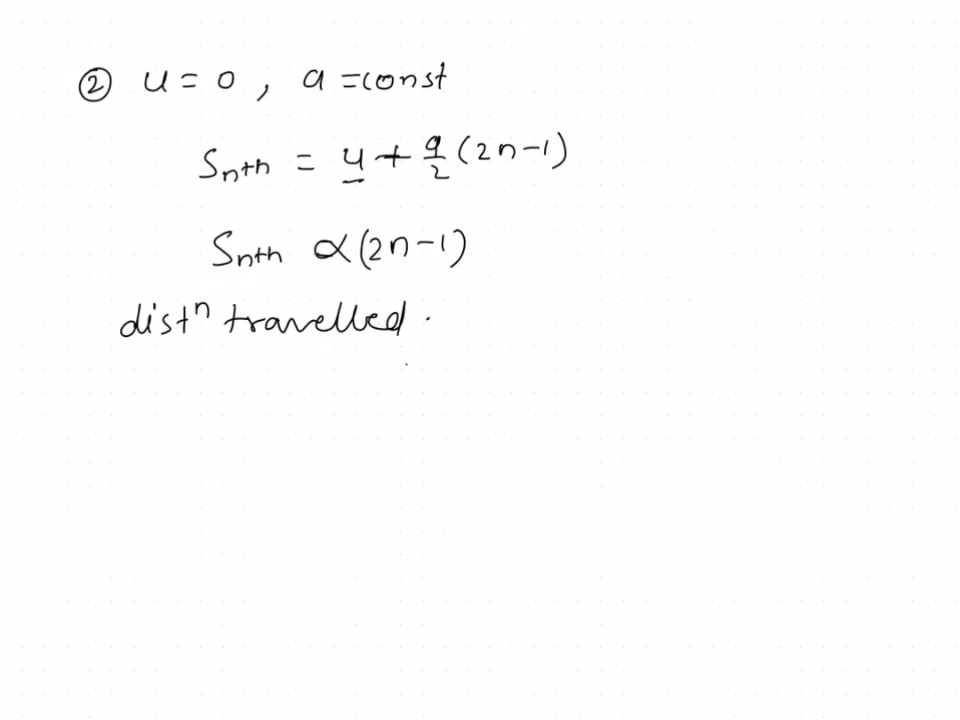 ② u = 0 , a = const
Snth = u + a/2 (2n-1)
Snth ∝ (2n-1)
distⁿ travelled .